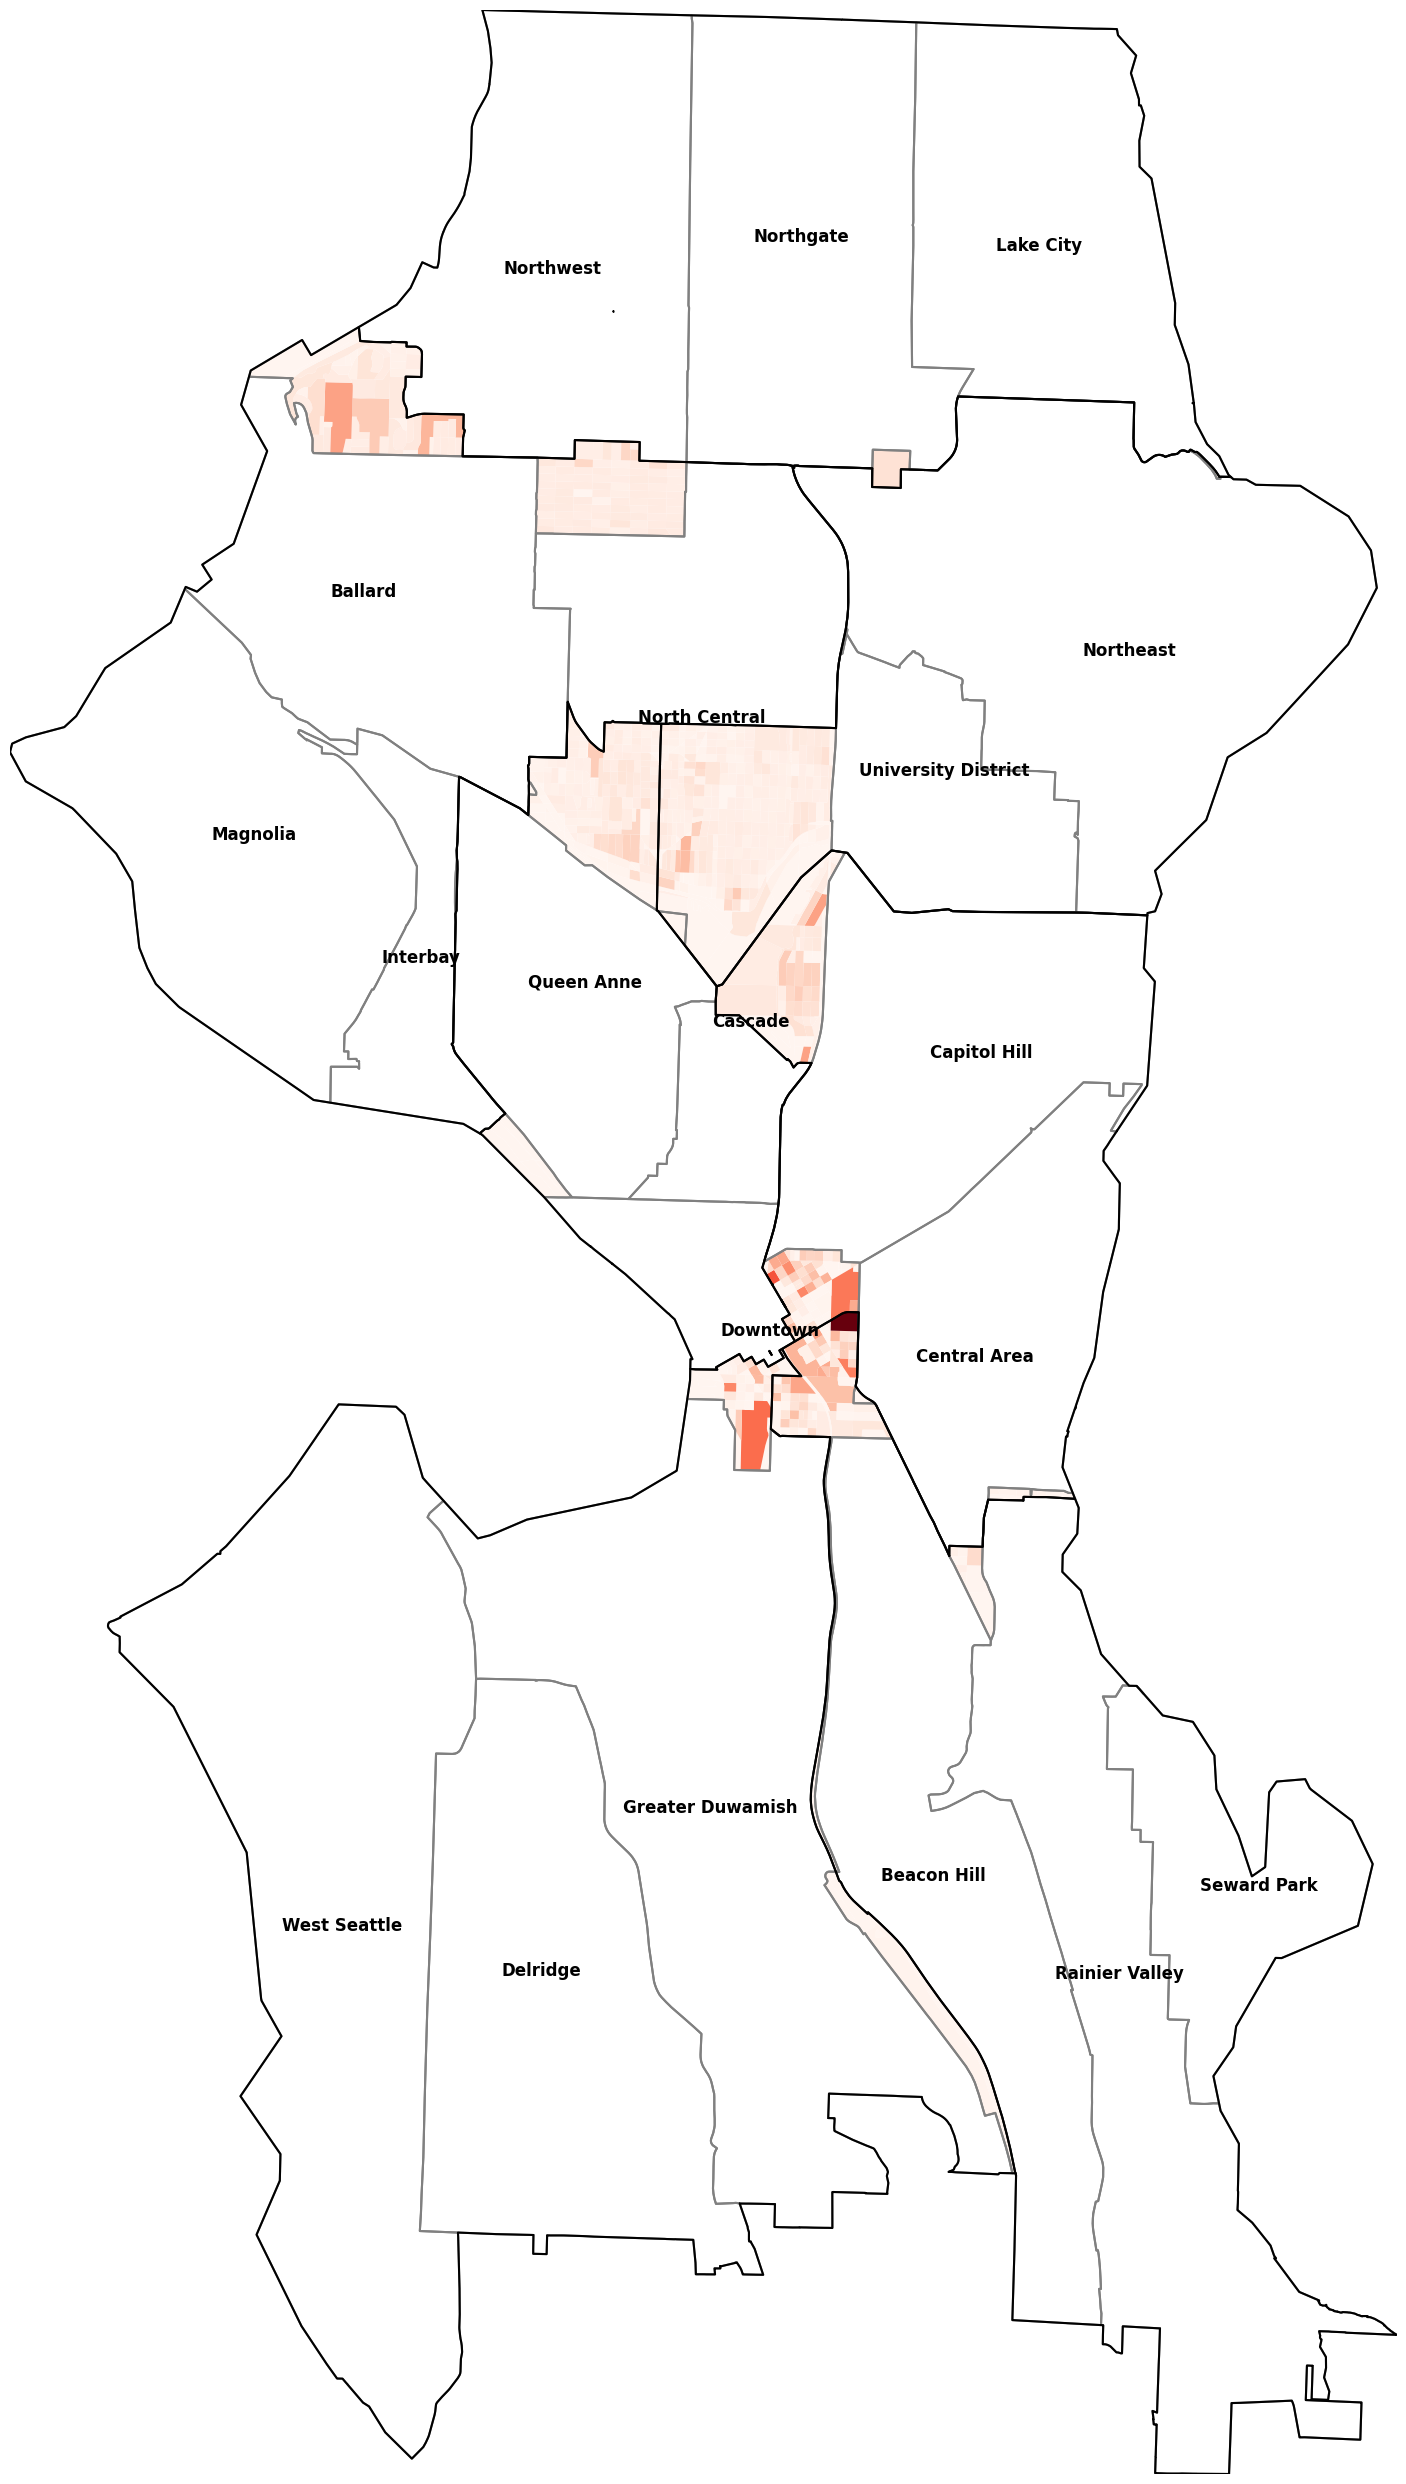 Northgate
Lake City
Northwest
Ballard
Northeast
North Central
University District
Magnolia
Interbay
Queen Anne
Cascade
Capitol Hill
Downtown
Central Area
Greater Duwamish
Beacon Hill
Seward Park
West Seattle
Delridge
Rainier Valley